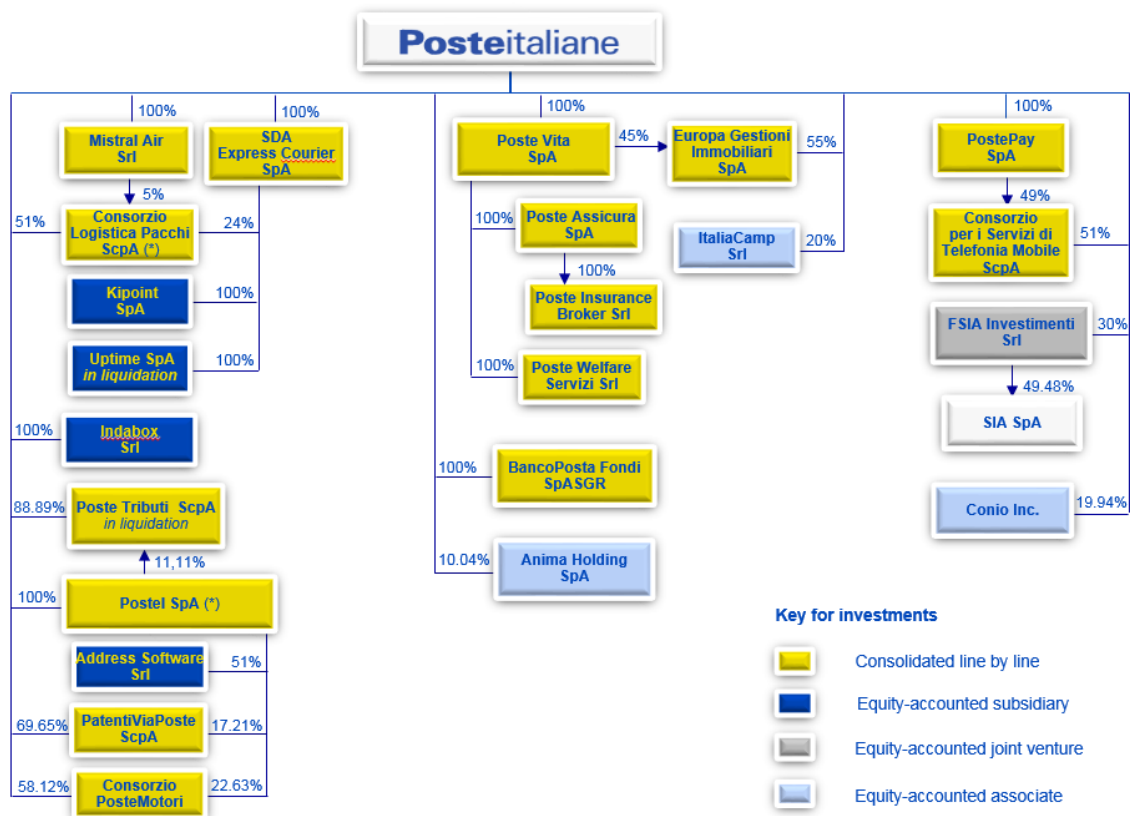 Posteitaliane
100%
100%
100%
100%
Mistral Air
Srl
SDA
Express Courier
SpA
Poste Vita
SpA
45%
Europa Gestioni
Immobiliari
SpA
55%
PostePay
SpA
5%
49%
51%
Consorzio
Logistica Pacchi
ScpA (*)
24%
100%
Poste Assicura
SpA
ItaliaCamp
Srl
20%
Consorzio
per i Servizi di
Telefonia Mobile
ScpA
51%
100%
Kipoint
SpA
100%
Poste Insurance
Broker Srl
FSIA Investimenti
Srl
30%
Uptime SpA
in liquidation
100%
100%
Poste Welfare
Servizi Srl
49.48%
SIA SpA
100%
Indabox
Srl
100%
BancoPosta Fondi
SpASGR
88.89%
Poste Tributi ScpA
in liquidation
Conio Inc.
19.94%
11,11%
10.04%
Anima Holding
SpA
100%
Postel SpA (*)
Address Software
Srl
51%
69.65%
PatentiViaPoste
ScpA
17.21%
58.12%
Consorzio
PosteMotori
22.63%
Key for investments
Consolidated line by line
Equity-accounted subsidiary
Equity-accounted joint venture
Equity-accounted associate